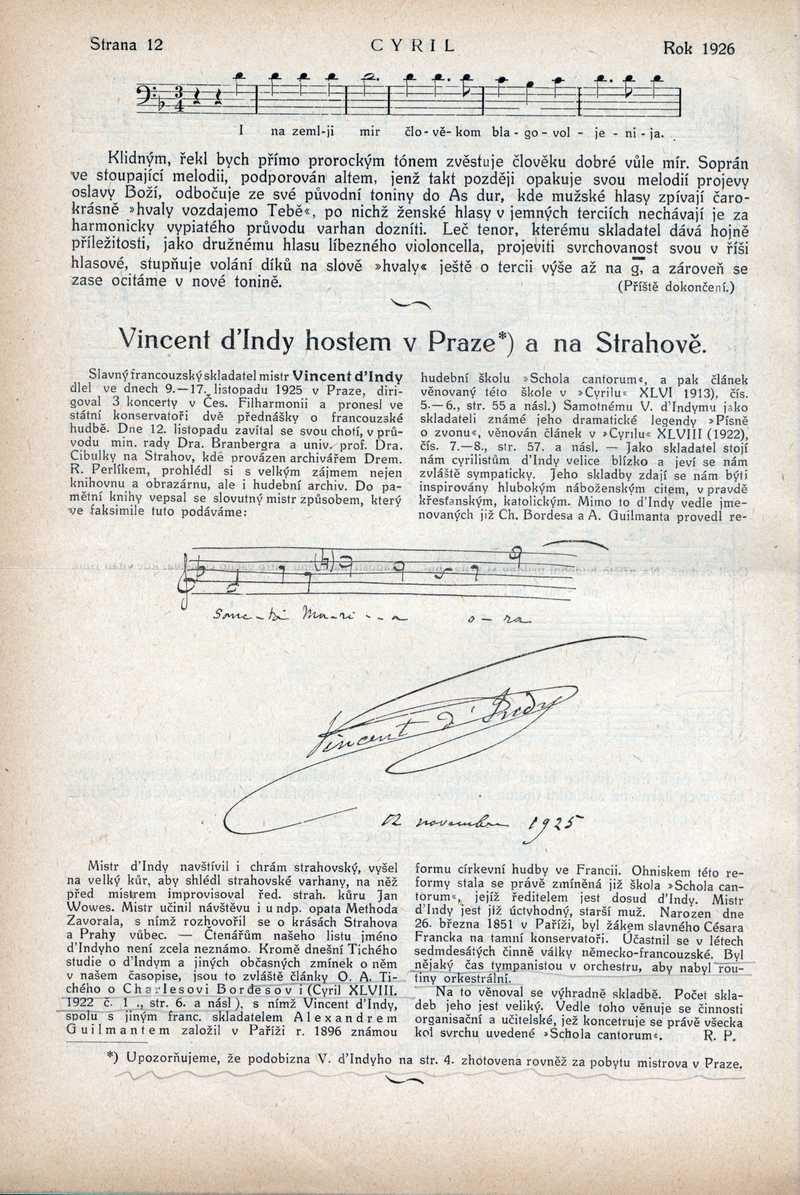 Strana 12
CYRIL
Rok 1926
I na zeml-ji mir člo-vě-kom bla-go-vol-je-ni-ja.
Klidným, řekl bych přímo prorockým tónem zvěstuje člověku dobré vůle mír. Soprán
ve stoupající melodii, podporován altem, jenž takt později opakuje svou melodií projevy
oslavy Boží, odbočuje ze své původní toniny do As dur, kde mužské hlasy zpívají čaro-
krásně »hvaly vozdajemo Tebě«, po nichž ženské hlasy v jemných terciích nechávají je za
harmonicky vypiatého průvodu varhan dozníti. Leč tenor, kterému skladatel dává hojně
příležitosti, jako družnému hlasu líbezného violoncella, projeviti svrchovanost svou v říši
hlasové, stupňuje volání díků na slově »hvaly« ještě o tercii výše až na g, a zároveň se
zase ocitáme v nové tonině.
(Příště dokončení.)
Vincent d'Indy hostem v Praze*) a na Strahově.
Slavný francouzský skladatel mistr Vincent d'Indy
dlel ve dnech 9.—17. listopadu 1925 v Praze, diri-
goval 3 koncerty v Čes. Filharmonii a pronesl ve
státní konservatoři dvě přednášky o francouzské
hudbě. Dne 12. listopadu zavítal se svou chotí, v prů-
vodu min. rady Dra. Branbergra a univ. prof. Dra.
Cibulky na Strahov, kdě provázen archivářem Drem.
R. Perlíkem, prohlédl si s velkým zájmem nejen
knihovnu a obrazárnu, ale i hudební archiv. Do pa-
mětní knihy vepsal se slovutný mistr způsobem, který
ve faksimile tuto podáváme:
hudební školu »Schola cantorum«, a pak článek
věnovaný této škole v »Cyrilu« XLVI 1913), čís.
5.—6., str. 55 a násl.) Samotnému V. d'Indymu jako
skladateli známé jeho dramatické legendy »Písně
o zvonu«, věnován článek v »Cyrilu« XLVIII (1922),
čís. 7.—8., str. 57. a násl. — Jako skladatel stojí
nám cyrilistům d'Indy velice blízko a jeví se nám
zvláště sympaticky. Jeho skladby zdají se nám býti
inspirovány hlubokým náboženským citem, v pravdě
křesťanským, katolickým. Mimo to d'Indy vedle jme-
novaných již Ch. Bordesa a A. Guilmanta provedl re-
Sanc-ta Ma-ri--a o-ra
Vincent d'Indy
12 novembre 1925
Mistr d'Indy navštívil i chrám strahovský, vyšel
na velký kůr, aby shlédl strahovské varhany, na něž
před mistrem improvisoval řed. strah. kůru Jan
Wowes. Mistr učinil návštěvu i u ndp. opata Methoda
Zavorala, s nímž rozhovořil se o krásách Strahova
a Prahy vůbec. — Čtenářům našeho listu jméno
d'Indyho není zcela neznámo. Kromě dnešní Tichého
studie o d'Indym a jiných občasných zmínek o něm
v našem časopise, jsou to zvláště články O. A. Ti-
chého o Charlesovi Bordesovi (Cyril XLVIII.
1922 č. 1 ., str. 6. a násl), s nímž Vincent d'Indy,
spolu s jiným franc. skladatelem Alexandrem
Guilmantem založil v Paříži r. 1896 známou
formu církevní hudby ve Francii. Ohniskem této re-
formy stala se právě zmíněná již škola »Schola can-
torum«, jejíž ředitelem jest dosud d'Indy. Mistr
d'Indy jest již úctyhodný, starší muž. Narozen dne
26. března 1851 v Paříži, byl žákem slavného Césara
Francka na tamní konservatoři. Účastnil se v létech
sedmdesátých činně války německo-francouzské. Byl
nějaký čas tympanistou v orchestru, aby nabyl rou-
tiny orkestrální.
Na to věnoval se výhradně skladbě. Počet skla-
deb jeho jest veliký. Vedle toho věnuje se činnosti
organisační a učitelské, jež koncetruje se právě všecka
kol svrchu uvedené »Schola cantorum«. R. P.
*) Upozorňujeme, že podobizna V. d'Indyho na str. 4. zhotovena rovněž za pobytu mistrova v Praze.